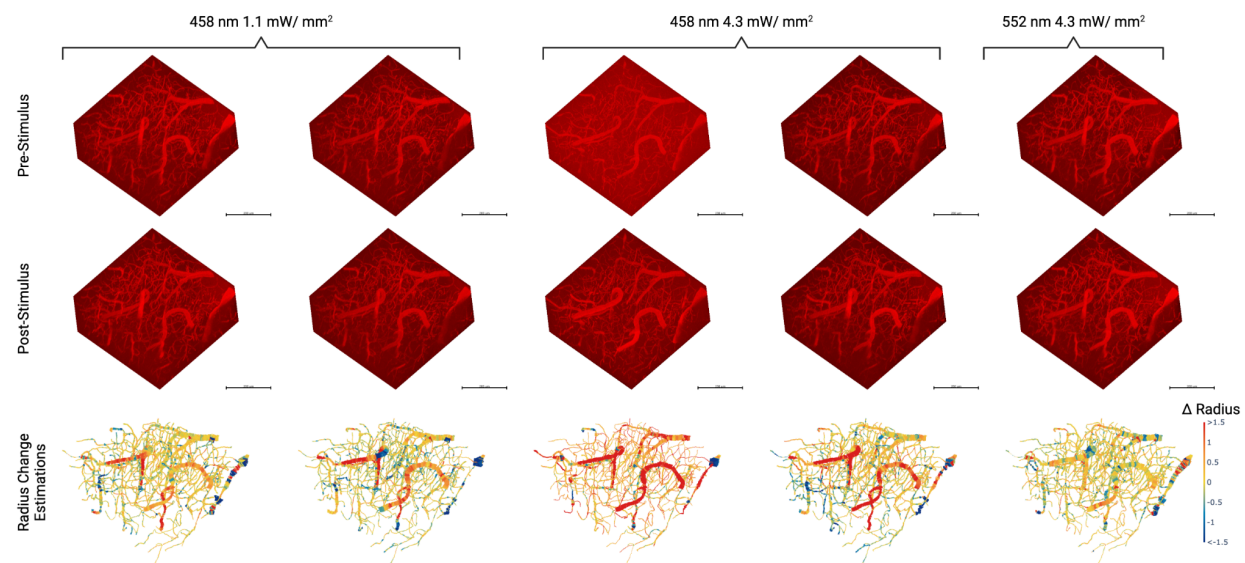 458 nm 1.1 mW/ mm²
458 nm 4.3 mW/ mm²
552 nm 4.3 mW/ mm²
Pre-Stimulus
Post-Stimulus
Radius Change
Estimations
Δ Radius
>1.5
1
0.5
0
-0.5
-1
<-1.5